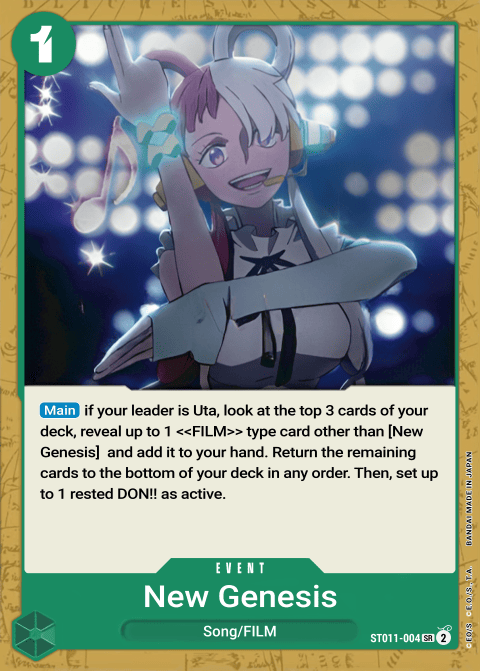 1
Main if your leader is Uta, look at the top 3 cards of your
deck, reveal up to 1 <<FILM>> type card other than [New
Genesis] and add it to your hand. Return the remaining
cards to the bottom of your deck in any order. Then, set up
to 1 rested DON!! as active.
EVENT
New Genesis
Song/FILM
ST011-004 SR 2
©E.O/S. ©E.O./S.,T.A. BANDAI MADE IN JAPAN